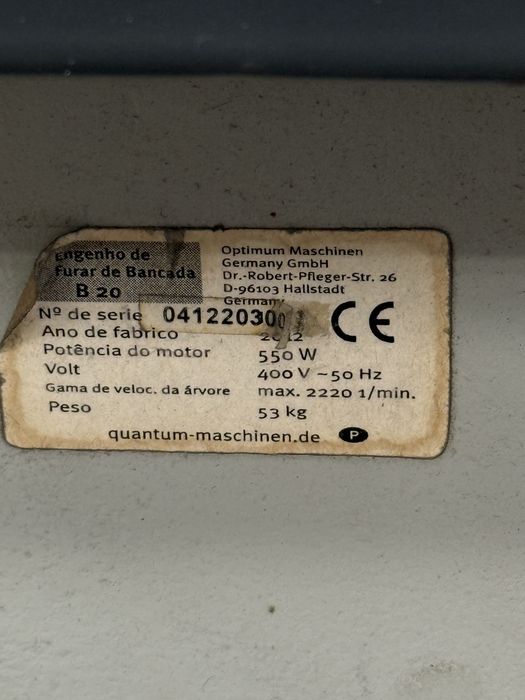 Engenho de
Furar de Bancada
B 20
Optimum Maschinen
Germany GmbH
Dr.-Robert-Pfleger-Str. 26
D-96103 Hallstadt
Germany
Nº de serie
CE
Ano de fabrico
Potência do motor 550 W
Volt 400 V ~50 Hz
Gama de veloc. da árvore max. 2220 1/min.
Peso 53 kg
quantum-maschinen.de P